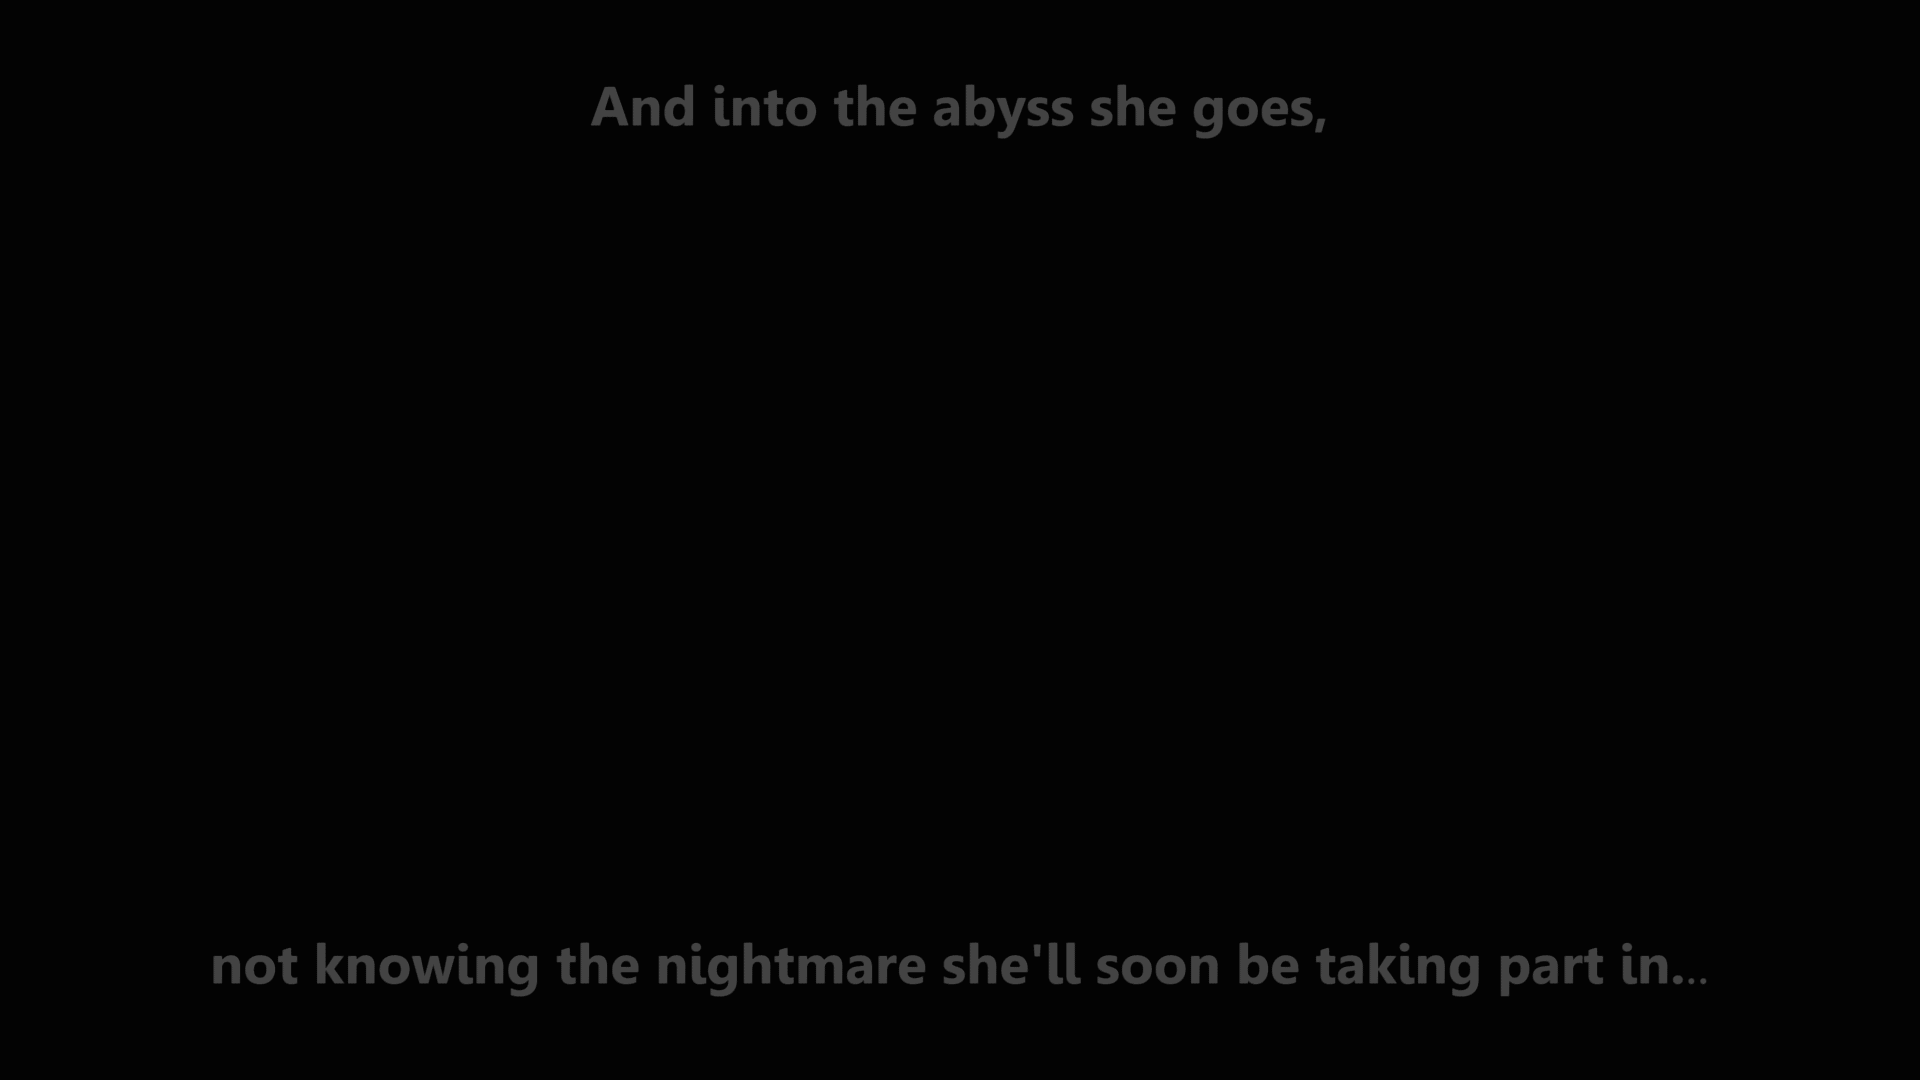 And into the abyss she goes,
not knowing the nightmare she'll soon be taking part in...